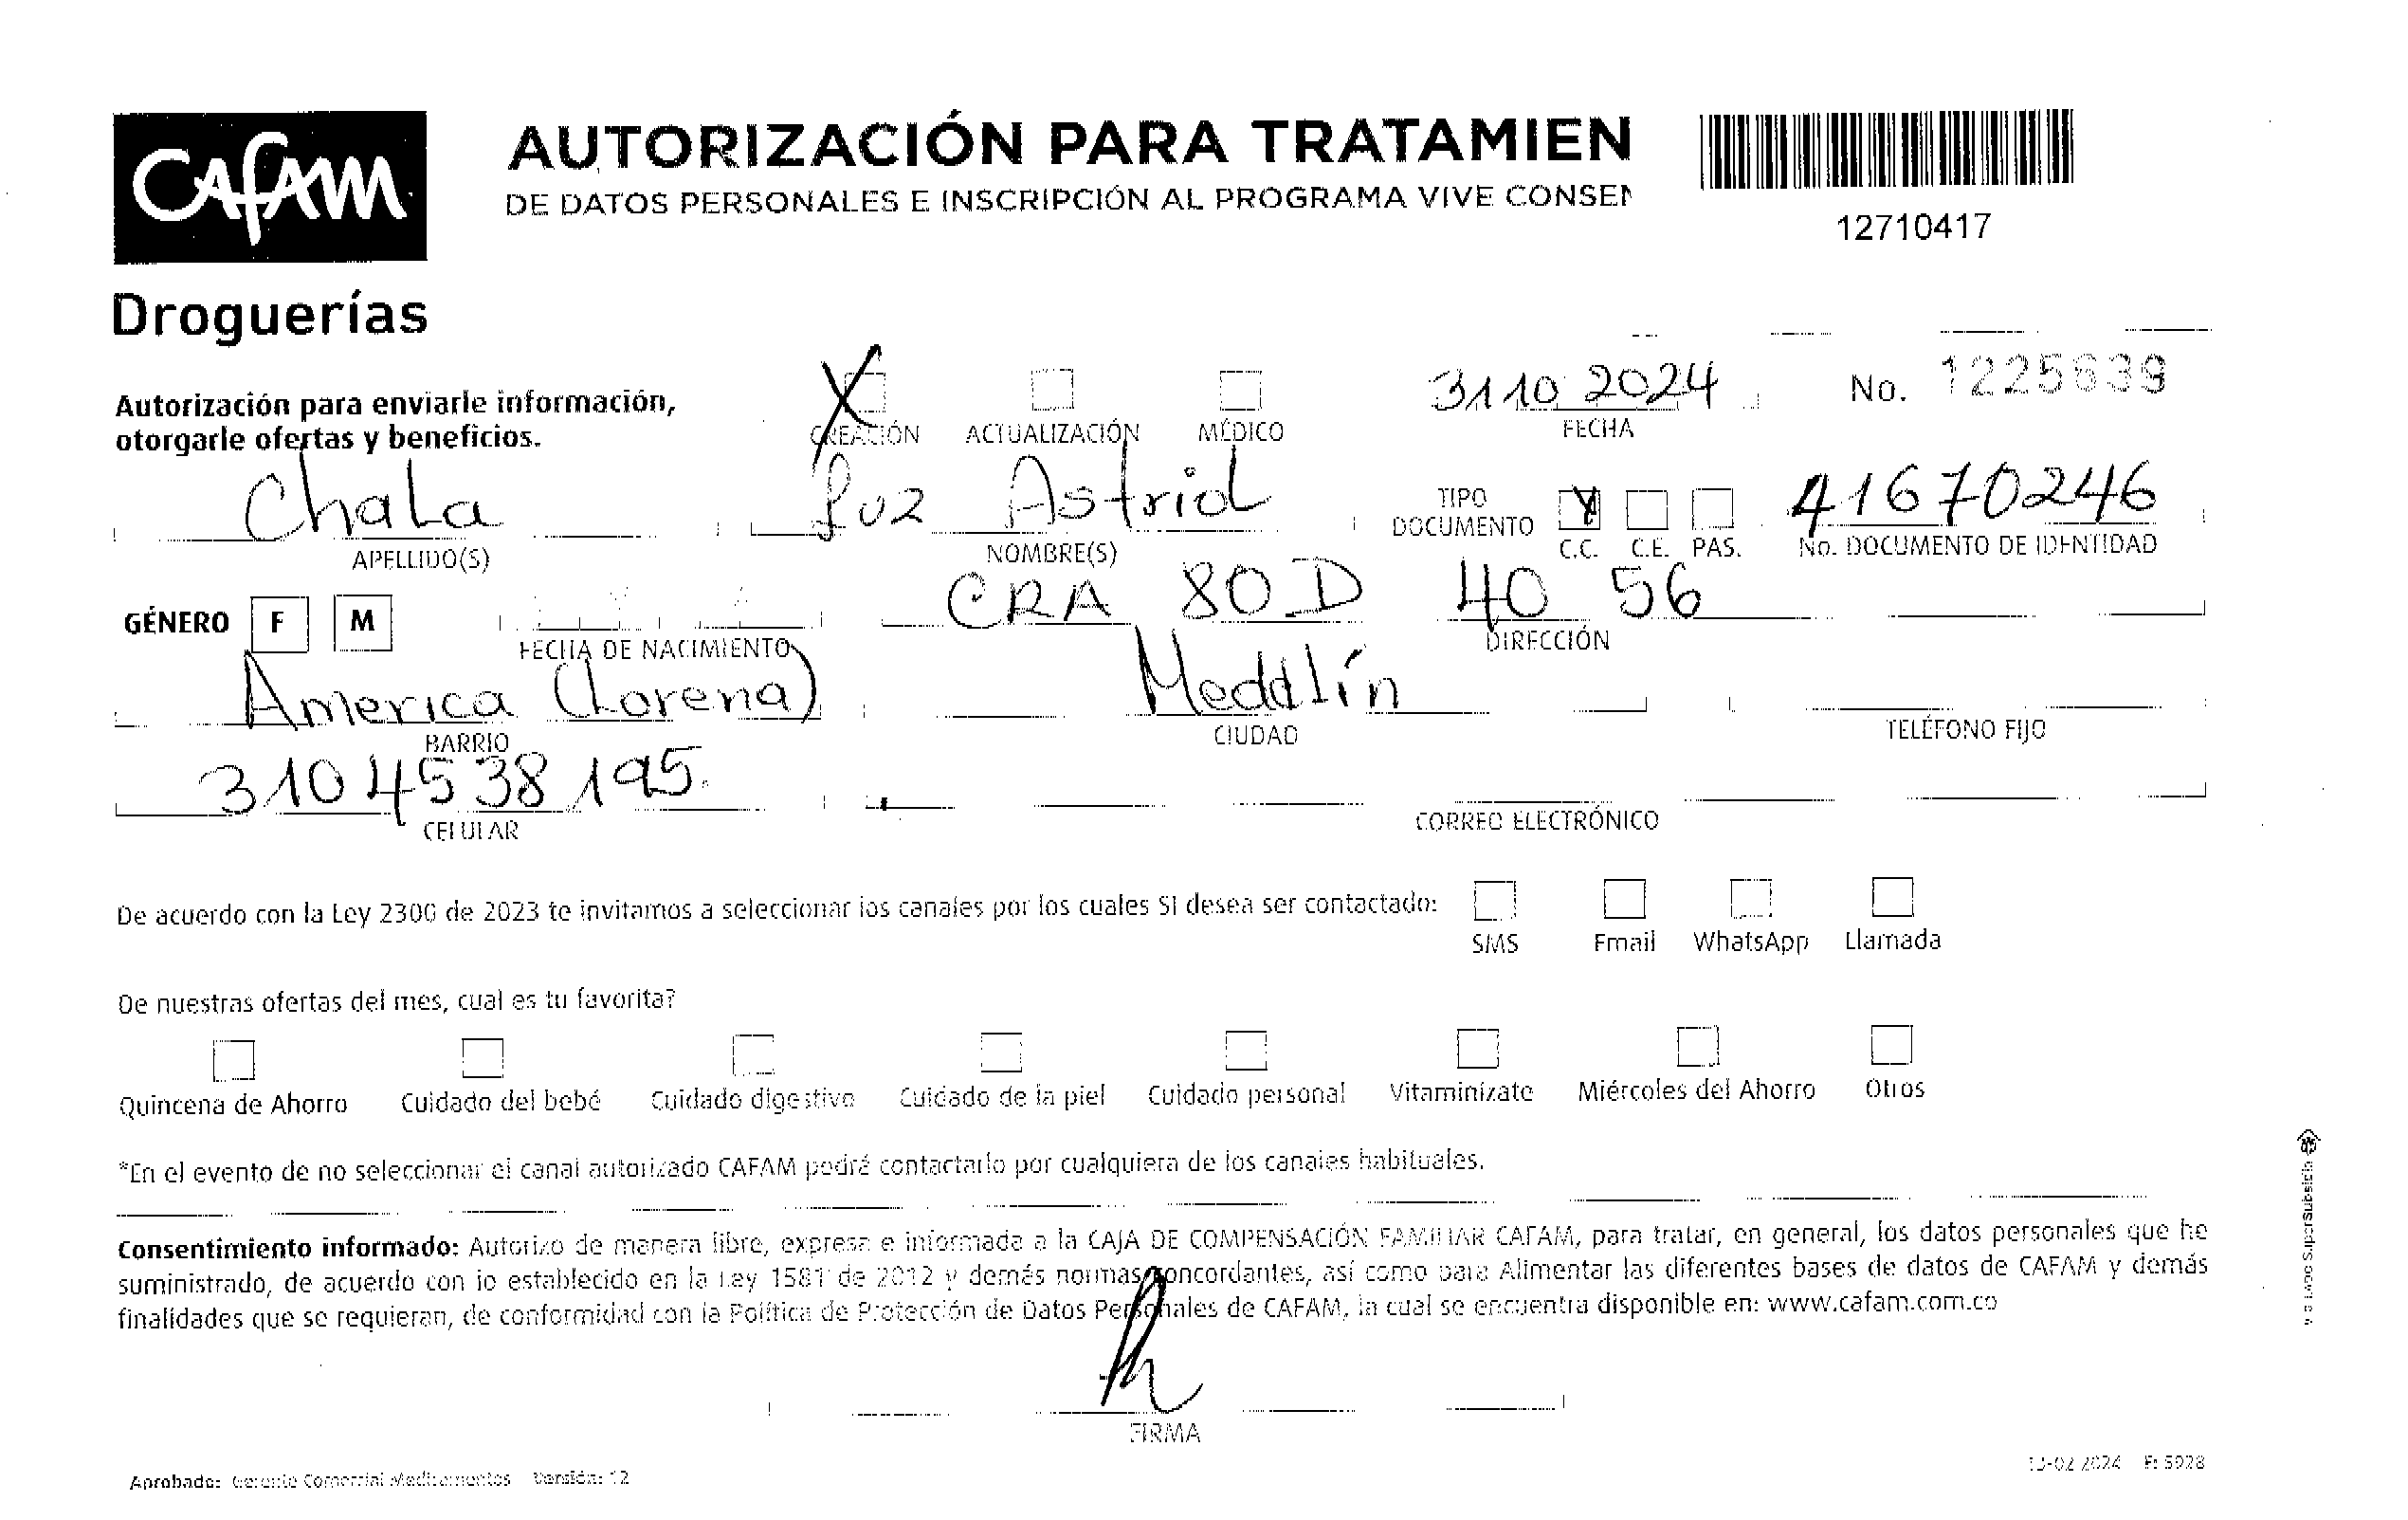 CAFAM
Droguerías
AUTORIZACIÓN PARA TRATAMIEN
DE DATOS PERSONALES E INSCRIPCIÓN AL PROGRAMA VIVE CONSEN
12710417
Autorización para enviarle información,
otorgarle ofertas y beneficios.
CREACIÓN ACTUALIZACIÓN MÉDICO
31 10 2024
FECHA
No. 1225639
Chala
APELLIDO(S)
Luz Astrid
NOMBRE(S)
TIPO
DOCUMENTO
C.C. C.E. PAS.
41670246
No. DOCUMENTO DE IDENTIDAD
GÉNERO F M
FECHA DE NACIMIENTO
CRA 80 D 40 56
DIRECCIÓN
America (Lorena)
BARRIO
Meddlín
CIUDAD
TELÉFONO FIJO
3104538195.
CELULAR
CORREO ELECTRÓNICO
De acuerdo con la Ley 2300 de 2023 te invitamos a seleccionar los canales por los cuales SI desea ser contactado:
SMS Email WhatsApp Llamada
De nuestras ofertas del mes, cual es tu favorita?
Quincena de Ahorro Cuidado del bebé Cuidado digestivo Cuidado de la piel Cuidado personal Vitaminízate Miércoles del Ahorro Otros
*En el evento de no seleccionar el canal autorizado CAFAM podrá contactarlo por cualquiera de los canales habituales.
Consentimiento informado: Autorizo de manera libre, expresa e informada a la CAJA DE COMPENSACIÓN FAMILIAR CAFAM, para tratar, en general, los datos personales que he
suministrado, de acuerdo con lo establecido en la Ley 1581 de 2012 y demás normas concordantes, así como para Alimentar las diferentes bases de datos de CAFAM y demás
finalidades que se requieran, de conformidad con la Política de Protección de Datos Personales de CAFAM, la cual se encuentra disponible en: www.cafam.com.co
FIRMA
Aprobado: Gerente Comercial Medicamentos Versión: 12
SuperSubsidio